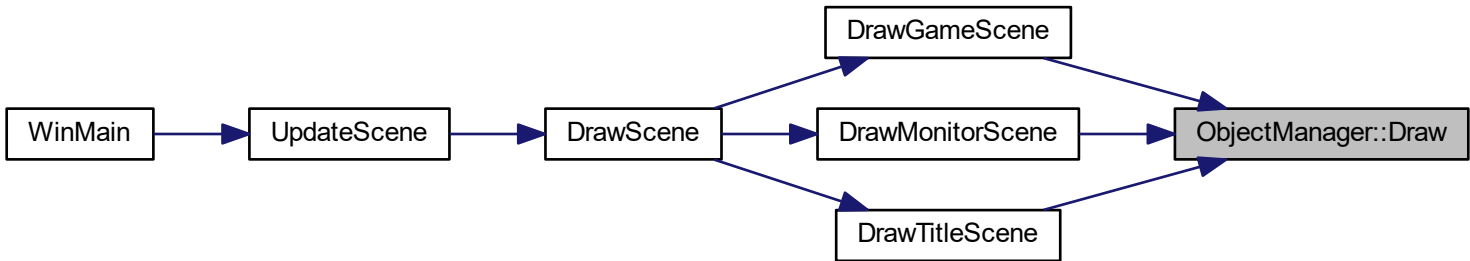 DrawGameScene
WinMain
UpdateScene
DrawScene
DrawMonitorScene
ObjectManager::Draw
DrawTitleScene